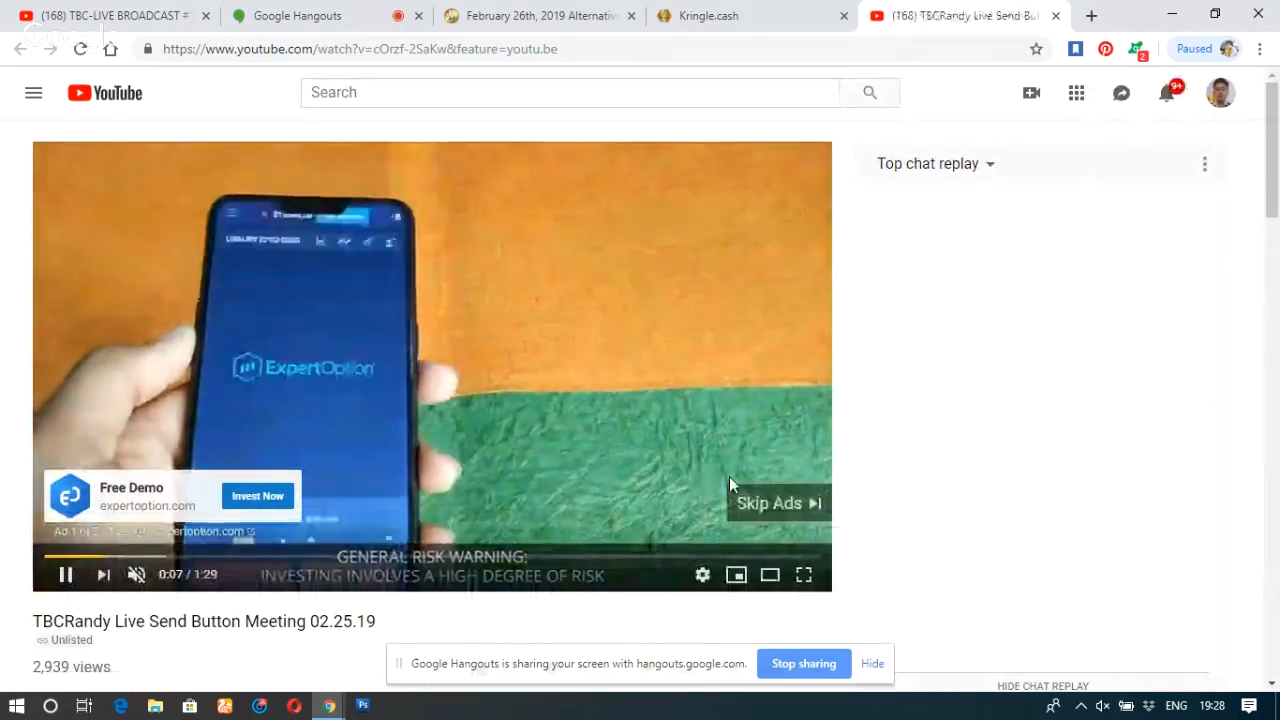 (168) TBC-LIVE BROADCAST #
Google Hangouts
February 26th, 2019 Alternativ
Kringle.cash
(168) TBCRandy Live Send But
https://www.youtube.com/watch?v=cOrzf-2SaKw&feature=youtu.be
2
Paused
YouTube
Search
9+
Top chat replay
ExpertOption
Free Demo
expertoption.com
Invest Now
Skip Ads
GENERAL RISK WARNING:
INVESTING INVOLVES A HIGH DEGREE OF RISK
0:07 / 1:29
TBCRandy Live Send Button Meeting 02.25.19
Unlisted
2,939 views
Google Hangouts is sharing your screen with hangouts.google.com.
Stop sharing
Hide
HIDE CHAT REPLAY
ENG
19:28